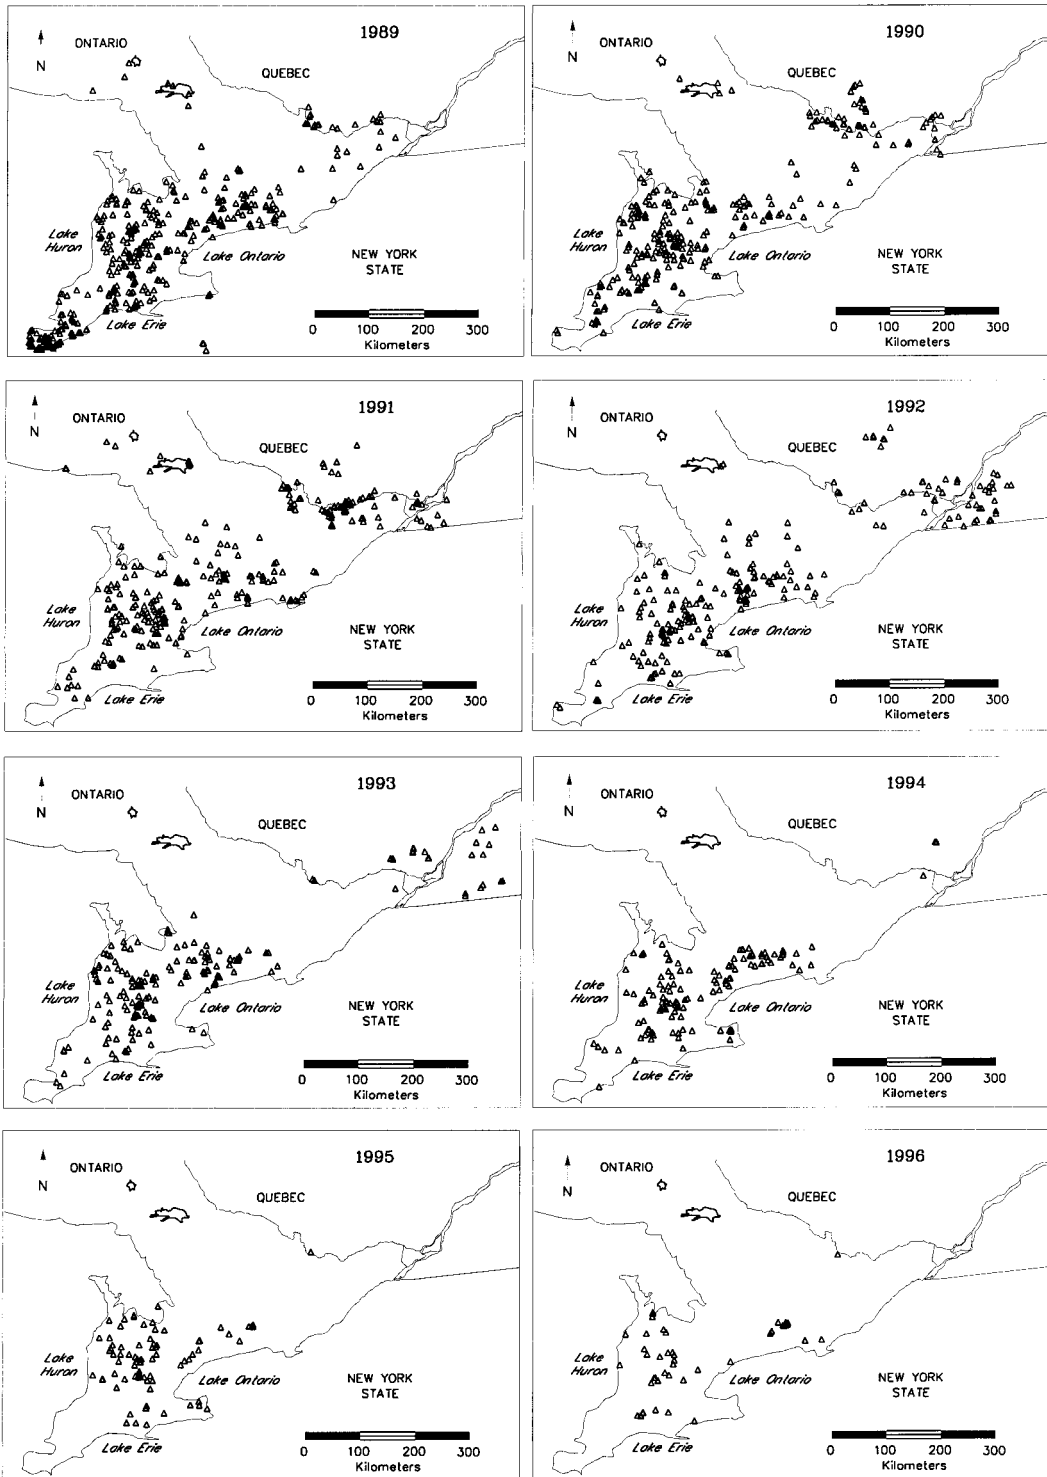 1989
ONTARIO
N
QUEBEC
Lake
Huron
Lake Ontario
NEW YORK
STATE
Lake Erie
0 100 200 300
Kilometers
1990
ONTARIO
N
QUEBEC
Lake
Huron
Lake Ontario
NEW YORK
STATE
Lake Erie
0 100 200 300
Kilometers
1991
ONTARIO
N
QUEBEC
Lake
Huron
Lake Ontario
NEW YORK
STATE
Lake Erie
0 100 200 300
Kilometers
1992
ONTARIO
N
QUEBEC
Lake
Huron
Lake Ontario
NEW YORK
STATE
Lake Erie
0 100 200 300
Kilometers
1993
ONTARIO
N
QUEBEC
Lake
Huron
Lake Ontario
NEW YORK
STATE
Lake Erie
0 100 200 300
Kilometers
1994
ONTARIO
N
QUEBEC
Lake
Huron
Lake Ontario
NEW YORK
STATE
Lake Erie
0 100 200 300
Kilometers
1995
ONTARIO
N
QUEBEC
Lake
Huron
Lake Ontario
NEW YORK
STATE
Lake Erie
0 100 200 300
Kilometers
1996
ONTARIO
N
QUEBEC
Lake
Huron
Lake Ontario
NEW YORK
STATE
Lake Erie
0 100 200 300
Kilometers